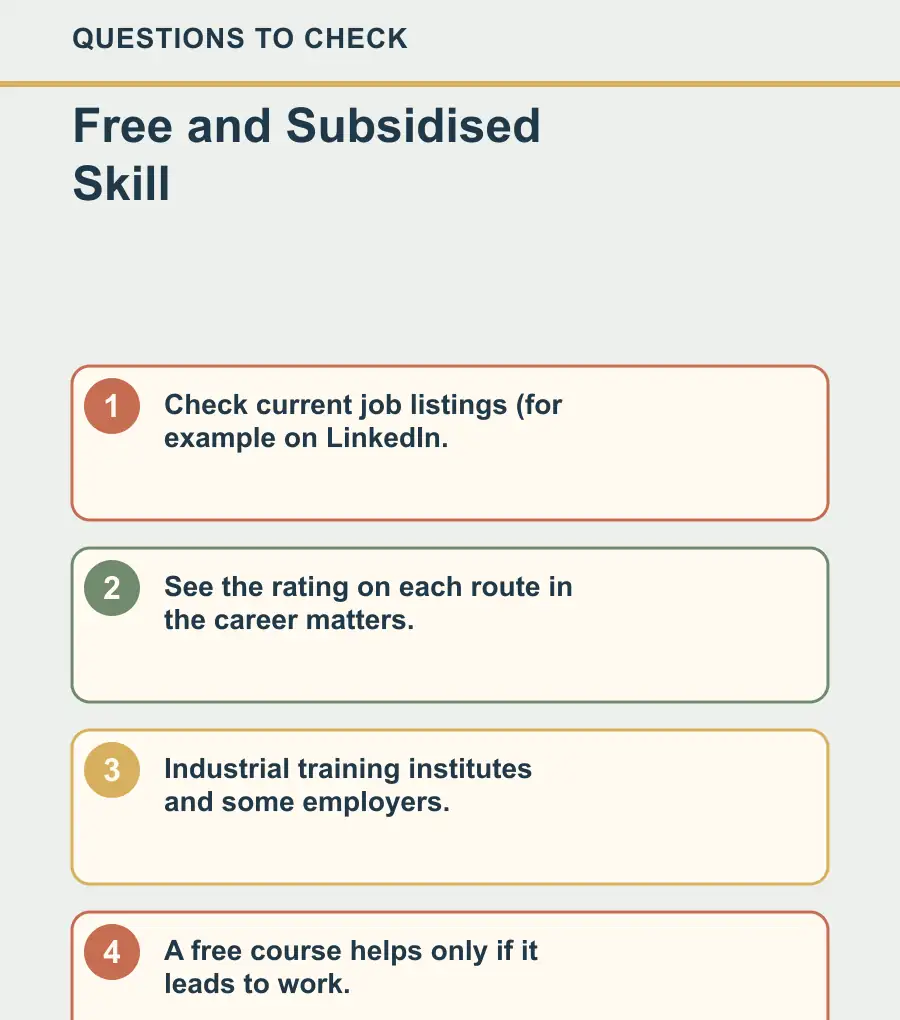 QUESTIONS TO CHECK
Free and Subsidised
Skill
1
Check current job listings (for
example on LinkedIn.
2
See the rating on each route in
the career matters.
3
Industrial training institutes
and some employers.
4
A free course helps only if it
leads to work.